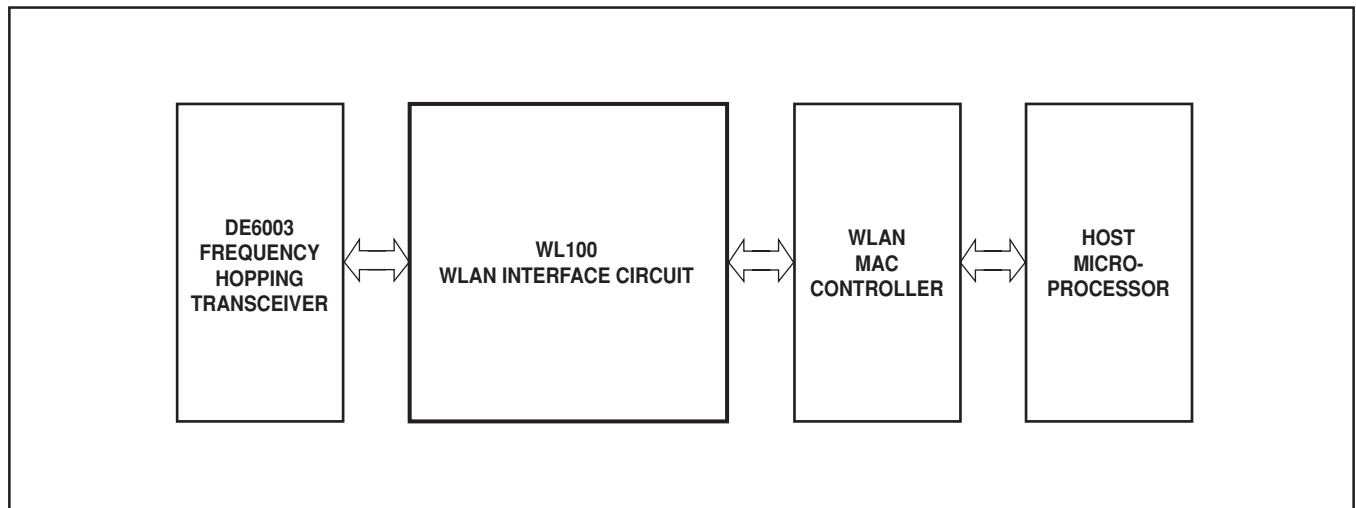 DE6003
FREQUENCY
HOPPING
TRANSCEIVER
WL100
WLAN INTERFACE CIRCUIT
WLAN
MAC
CONTROLLER
HOST
MICRO-
PROCESSOR